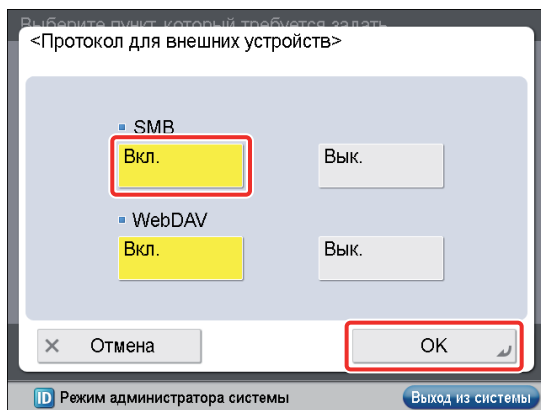 Выберите пункт, который требуется задать.
<Протокол для внешних устройств>
SMB
Вкл. Вык.
WebDAV
Вкл. Вык.
Отмена OK
ID Режим администратора системы Выход из системы